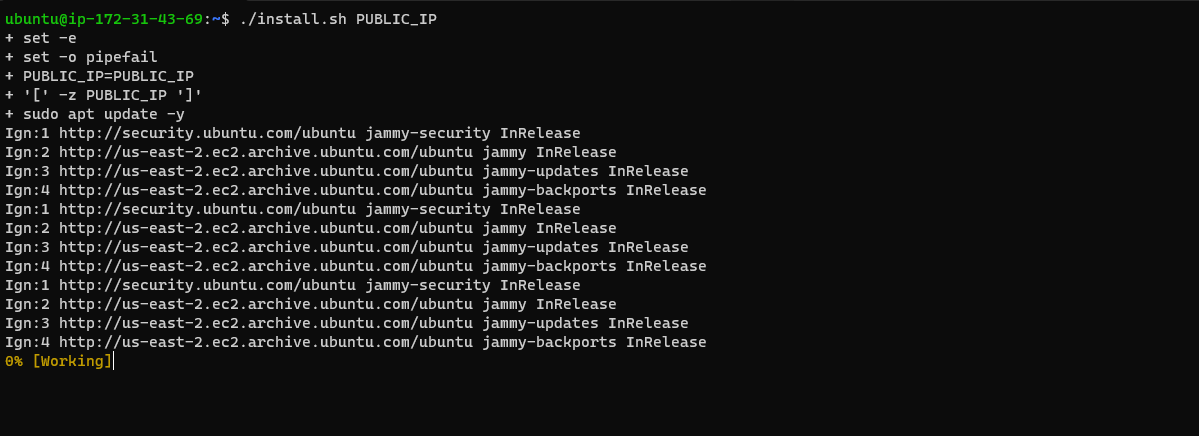 ubuntu@ip-172-31-43-69:~$ ./install.sh PUBLIC_IP
+ set -e
+ set -o pipefail
+ PUBLIC_IP=PUBLIC_IP
+ '[' -z PUBLIC_IP ']'
+ sudo apt update -y
Ign:1 http://security.ubuntu.com/ubuntu jammy-security InRelease
Ign:2 http://us-east-2.ec2.archive.ubuntu.com/ubuntu jammy InRelease
Ign:3 http://us-east-2.ec2.archive.ubuntu.com/ubuntu jammy-updates InRelease
Ign:4 http://us-east-2.ec2.archive.ubuntu.com/ubuntu jammy-backports InRelease
Ign:1 http://security.ubuntu.com/ubuntu jammy-security InRelease
Ign:2 http://us-east-2.ec2.archive.ubuntu.com/ubuntu jammy InRelease
Ign:3 http://us-east-2.ec2.archive.ubuntu.com/ubuntu jammy-updates InRelease
Ign:4 http://us-east-2.ec2.archive.ubuntu.com/ubuntu jammy-backports InRelease
Ign:1 http://security.ubuntu.com/ubuntu jammy-security InRelease
Ign:2 http://us-east-2.ec2.archive.ubuntu.com/ubuntu jammy InRelease
Ign:3 http://us-east-2.ec2.archive.ubuntu.com/ubuntu jammy-updates InRelease
Ign:4 http://us-east-2.ec2.archive.ubuntu.com/ubuntu jammy-backports InRelease
0% [Working]